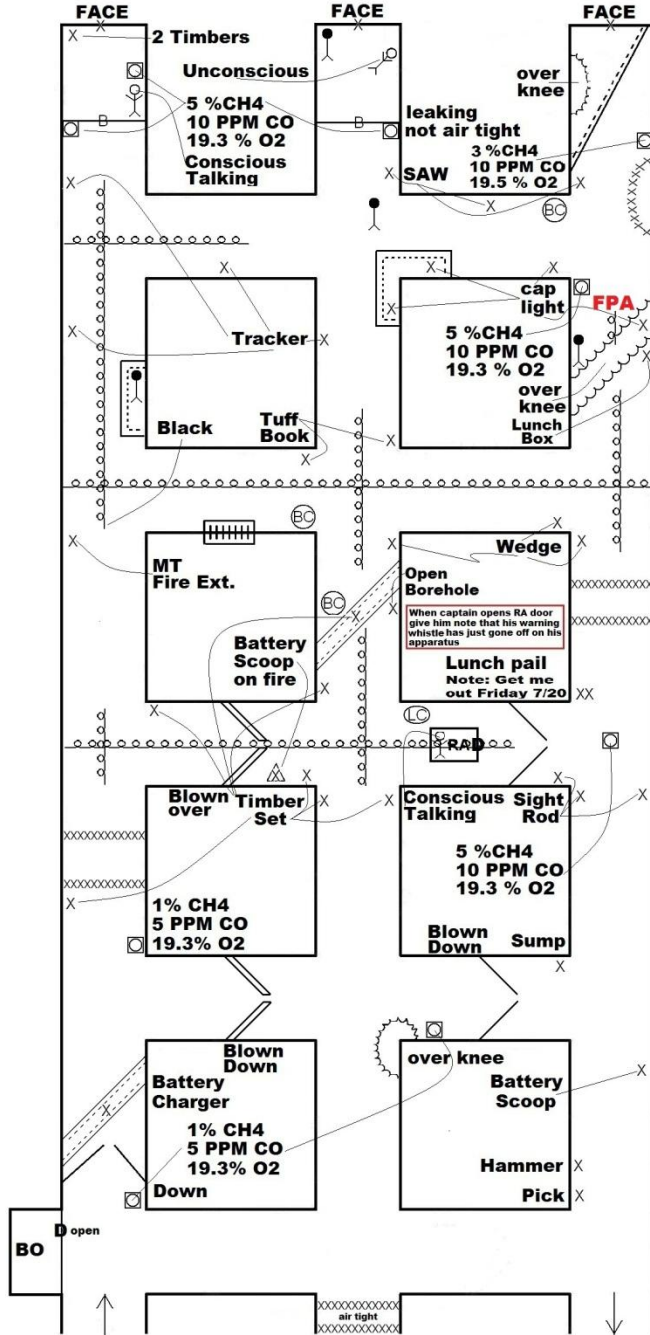 FACE
FACE
FACE
X
X
X
X
2 Timbers
Unconscious
over
knee
5 %CH4
10 PPM CO
19.3 % O2
Conscious
Talking
B
B
leaking
not air tight
3 %CH4
10 PPM CO
19.5 % O2
SAW
X
X
X
X
BC
X
X
X
cap
light
FPA
X
Tracker
X
X
X
X
5 %CH4
10 PPM CO
19.3 % O2
over
knee
Lunch
Box
Black
Tuff
Book
X
X
BC
X
Wedge
X
X
X
MT
Fire Ext.
Open
Borehole
BC
X
X
When captain opens RA door
give him note that his warning
whistle has just gone off on his
apparatus
Battery
Scoop
on fire
Lunch pail
Note: Get me
out Friday 7/20
X
XX
X
LC
RAD
X
X
X
Blown
over
Timber
Set
X
X
Conscious
Talking
Sight
Rod
X
X
5 %CH4
10 PPM CO
19.3 % O2
X
1% CH4
5 PPM CO
19.3% O2
Blown
Down
Sump
X
Blown
Down
over knee
Battery
Charger
X
Battery
Scoop
X
1% CH4
5 PPM CO
19.3% O2
Hammer X
Down
Pick X
D open
BO
air tight